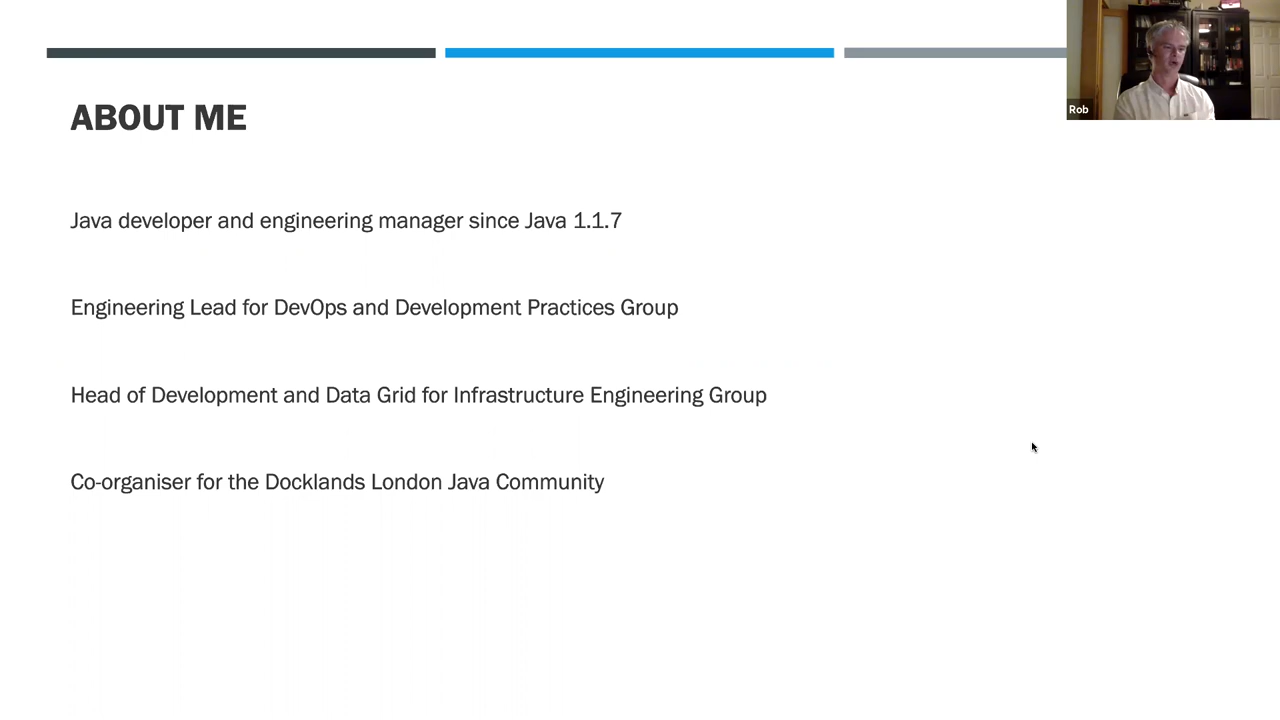 Rob
ABOUT ME
Java developer and engineering manager since Java 1.1.7
Engineering Lead for DevOps and Development Practices Group
Head of Development and Data Grid for Infrastructure Engineering Group
Co-organiser for the Docklands London Java Community